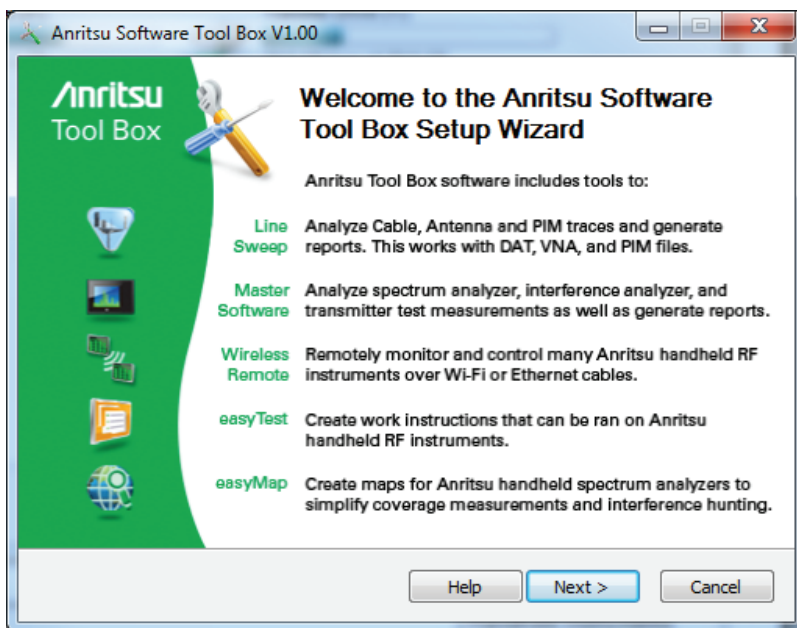 Anritsu Software Tool Box V1.00
Anritsu
Tool Box
Welcome to the Anritsu Software
Tool Box Setup Wizard
Anritsu Tool Box software includes tools to:
Line
Sweep
Analyze Cable, Antenna and PIM traces and generate
reports. This works with DAT, VNA, and PIM files.
Master
Software
Analyze spectrum analyzer, interference analyzer, and
transmitter test measurements as well as generate reports.
Wireless
Remote
Remotely monitor and control many Anritsu handheld RF
instruments over Wi-Fi or Ethernet cables.
easyTest
Create work instructions that can be ran on Anritsu
handheld RF instruments.
easyMap
Create maps for Anritsu handheld spectrum analyzers to
simplify coverage measurements and interference hunting.
Help
Next >
Cancel